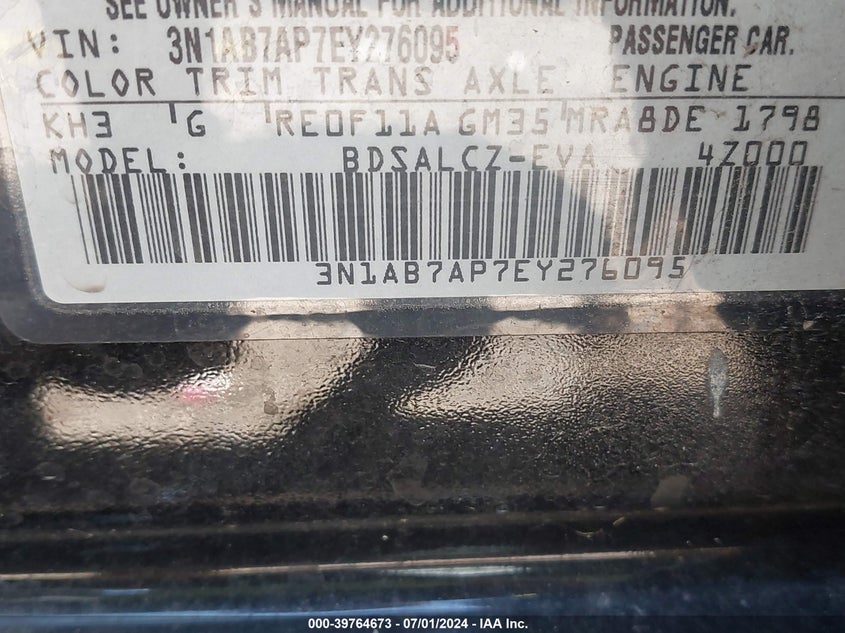 SEE OWNER'S MANUAL FOR ADDITIONAL INFORMATION.
VIN: 3N1AB7AP7EY276095 PASSENGER CAR.
COLOR TRIM TRANS AXLE ENGINE
KH3 G RE0F11A GM35 MRA8DE 1798
MODEL: BDSALCZ-EVA 4Z000
3N1AB7AP7EY276095
000-39764673 / 07/01/2024 - IAA Inc.